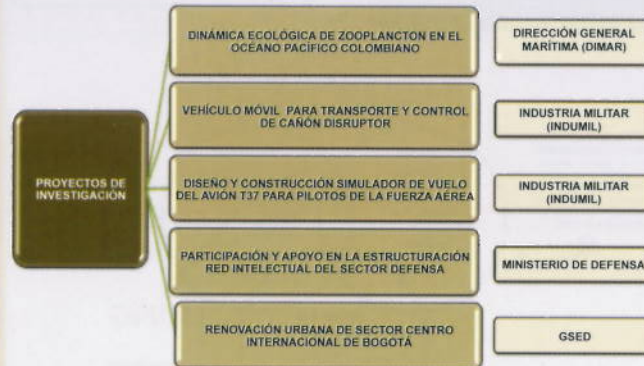 DINÁMICA ECOLÓGICA DE ZOOPLANCTON EN EL
OCÉANO PACÍFICO COLOMBIANO
DIRECCIÓN GENERAL
MARÍTIMA (DIMAR)
VEHÍCULO MÓVIL PARA TRANSPORTE Y CONTROL
DE CAÑÓN DISRUPTOR
INDUSTRIA MILITAR
(INDUMIL)
PROYECTOS DE
INVESTIGACIÓN
DISEÑO Y CONSTRUCCIÓN SIMULADOR DE VUELO
DEL AVIÓN T37 PARA PILOTOS DE LA FUERZA AÉREA
INDUSTRIA MILITAR
(INDUMIL)
PARTICIPACIÓN Y APOYO EN LA ESTRUCTURACIÓN
RED INTELECTUAL DEL SECTOR DEFENSA
MINISTERIO DE DEFENSA
RENOVACIÓN URBANA DE SECTOR CENTRO
INTERNACIONAL DE BOGOTÁ
GSED